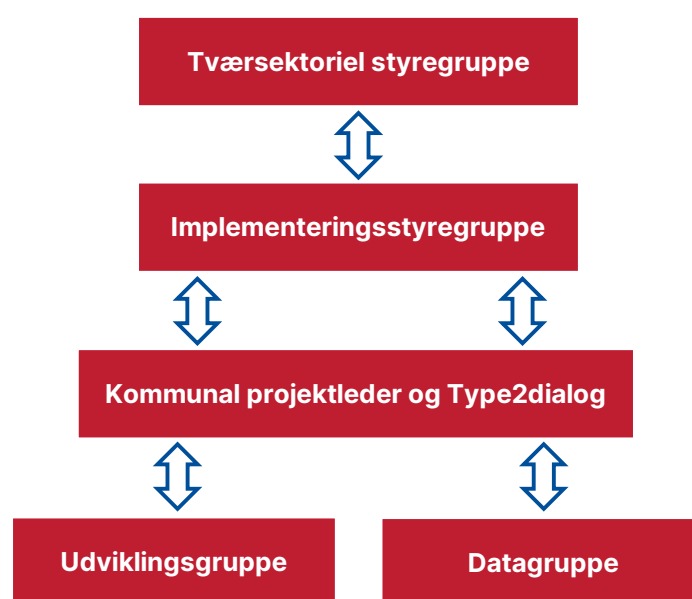 Tværsektoriel styregruppe
Implementeringsstyregruppe
Kommunal projektleder og Type2dialog
Udviklingsgruppe
Datagruppe